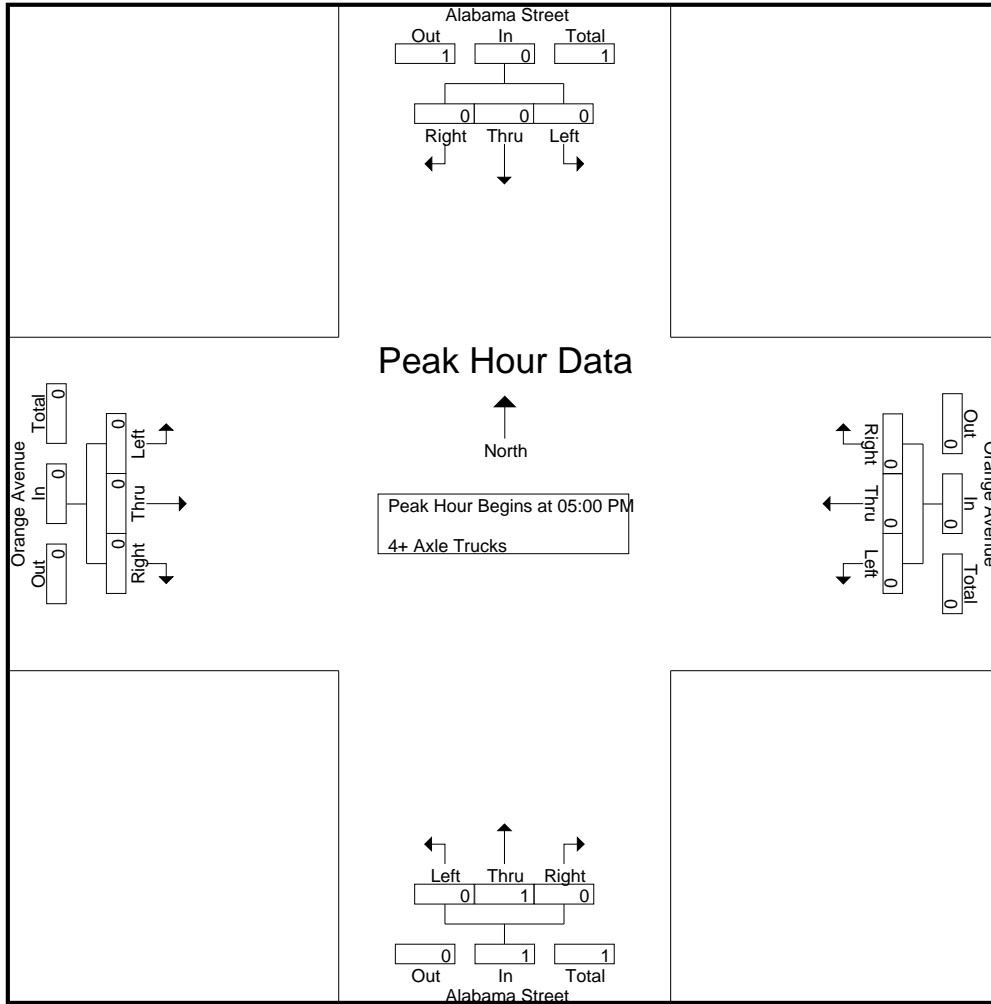 Alabama Street
Out In Total
1 0 1
0 0 0
Right Thru Left
Peak Hour Data
North
Peak Hour Begins at 05:00 PM
4+ Axle Trucks
Orange Avenue
Out In Total
0 0 0
0 0 0
Right Thru Left
Orange Avenue
Total In Out
0 0 0
0 0 0
Left Thru Right
Left Thru Right
0 1 0
0 1 1
Out In Total
Alabama Street